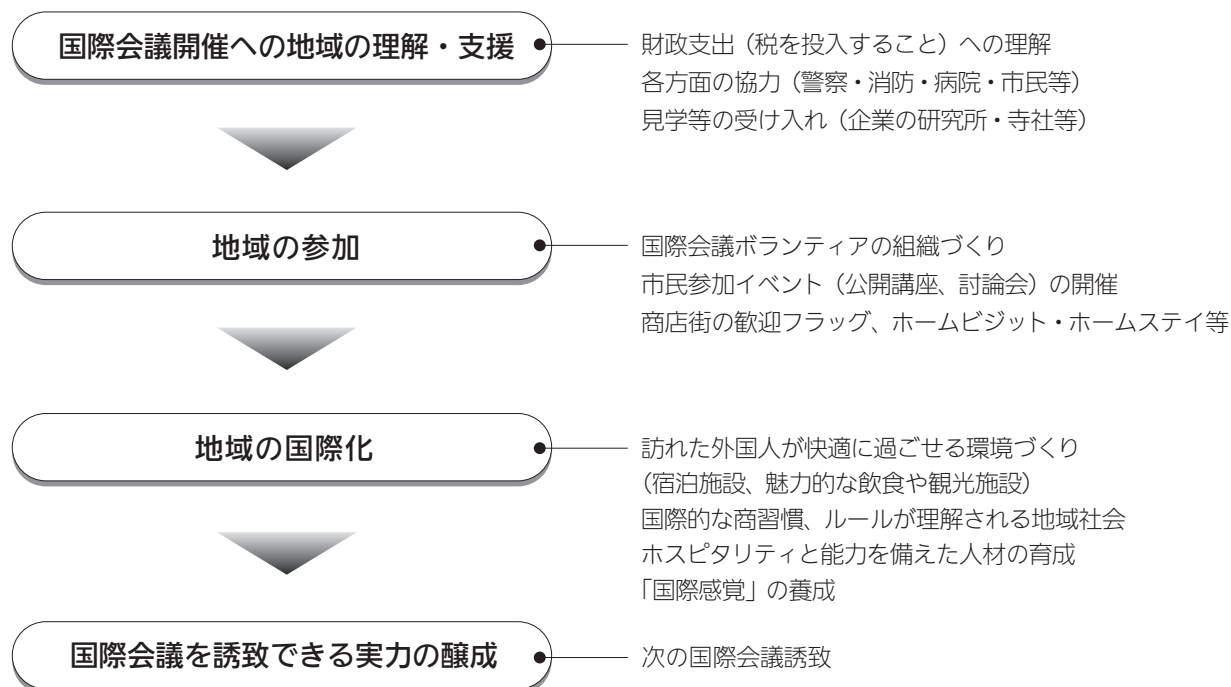 国際会議開催への地域の理解・支援
財政支出（税を投入すること）への理解
各方面の協力（警察・消防・病院・市民等）
見学等の受け入れ（企業の研究所・寺社等）
地域の参加
国際会議ボランティアの組織づくり
市民参加イベント（公開講座、討論会）の開催
商店街の歓迎フラッグ、ホームビジット・ホームステイ等
地域の国際化
訪れた外国人が快適に過ごせる環境づくり
（宿泊施設、魅力的な飲食や観光施設）
国際的な商習慣、ルールが理解される地域社会
ホスピタリティと能力を備えた人材の育成
「国際感覚」の養成
国際会議を誘致できる実力の醸成
次の国際会議誘致